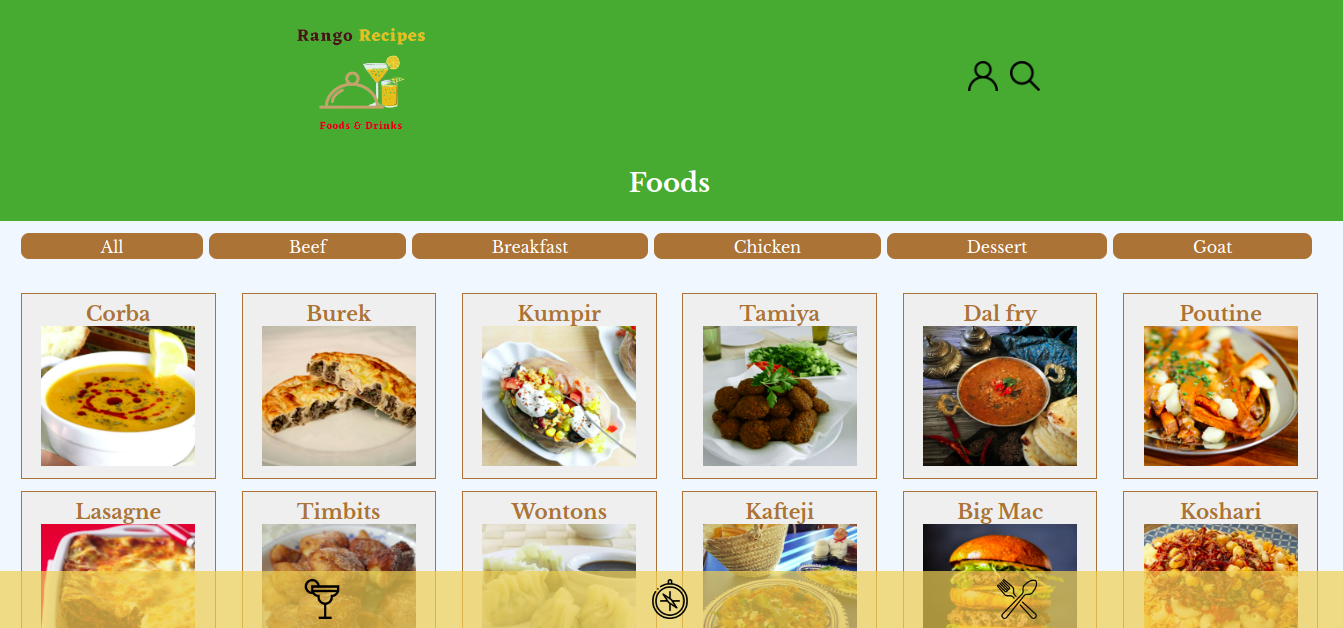 Rango Recipes
Foods & Drinks
Foods
All Beef Breakfast Chicken Dessert Goat
Corba Burek Kumpir Tamiya Dal fry Poutine
Lasagne Timbits Wontons Kafteji Big Mac Koshari